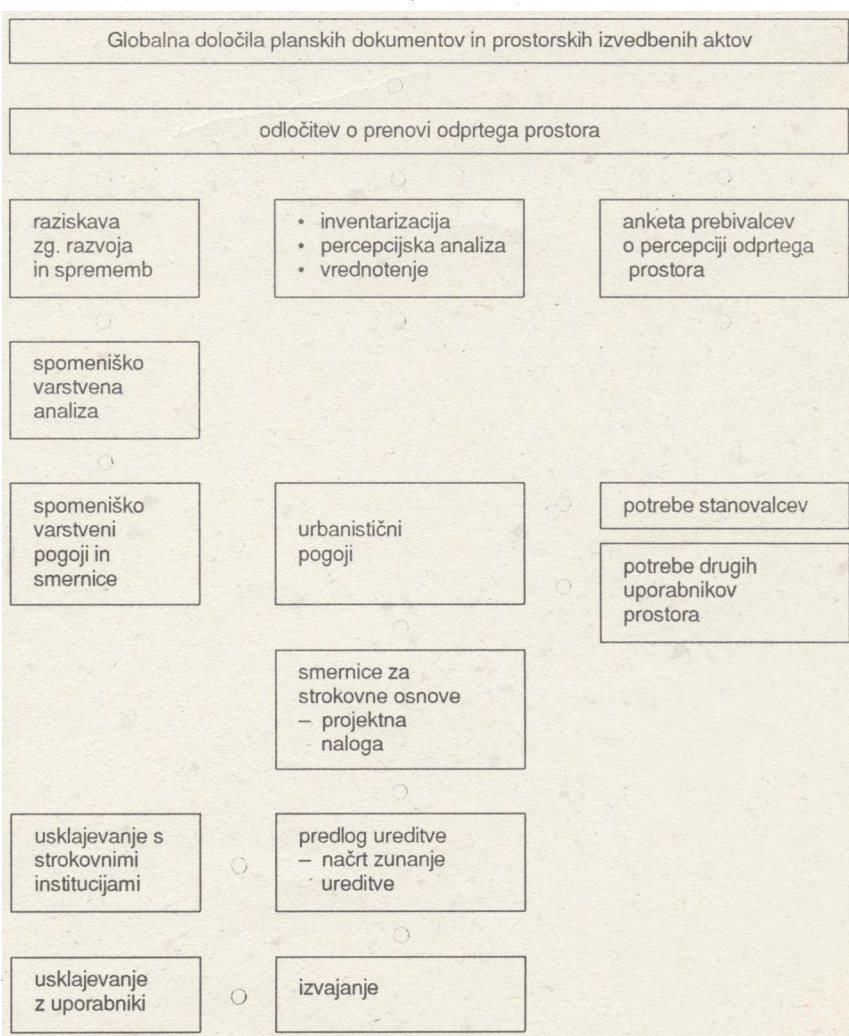 Globalna določila planskih dokumentov in prostorskih izvedbenih aktov
odločitev o prenovi odprtega prostora
raziskava
zg. razvoja
in sprememb
• inventarizacija
• percepcijska analiza
• vrednotenje
anketa prebivalcev
o percepciji odprtega
prostora
spomeniško
varstvena
analiza
spomeniško
varstveni
pogoji in
smernice
urbanistični
pogoji
potrebe stanovalcev
potrebe drugih
uporabnikov
prostora
smernice za
strokovne osnove
– projektna
naloga
usklajevanje s
strokovnimi
institucijami
predlog ureditve
– načrt zunanje
ureditve
usklajevanje
z uporabniki
izvajanje